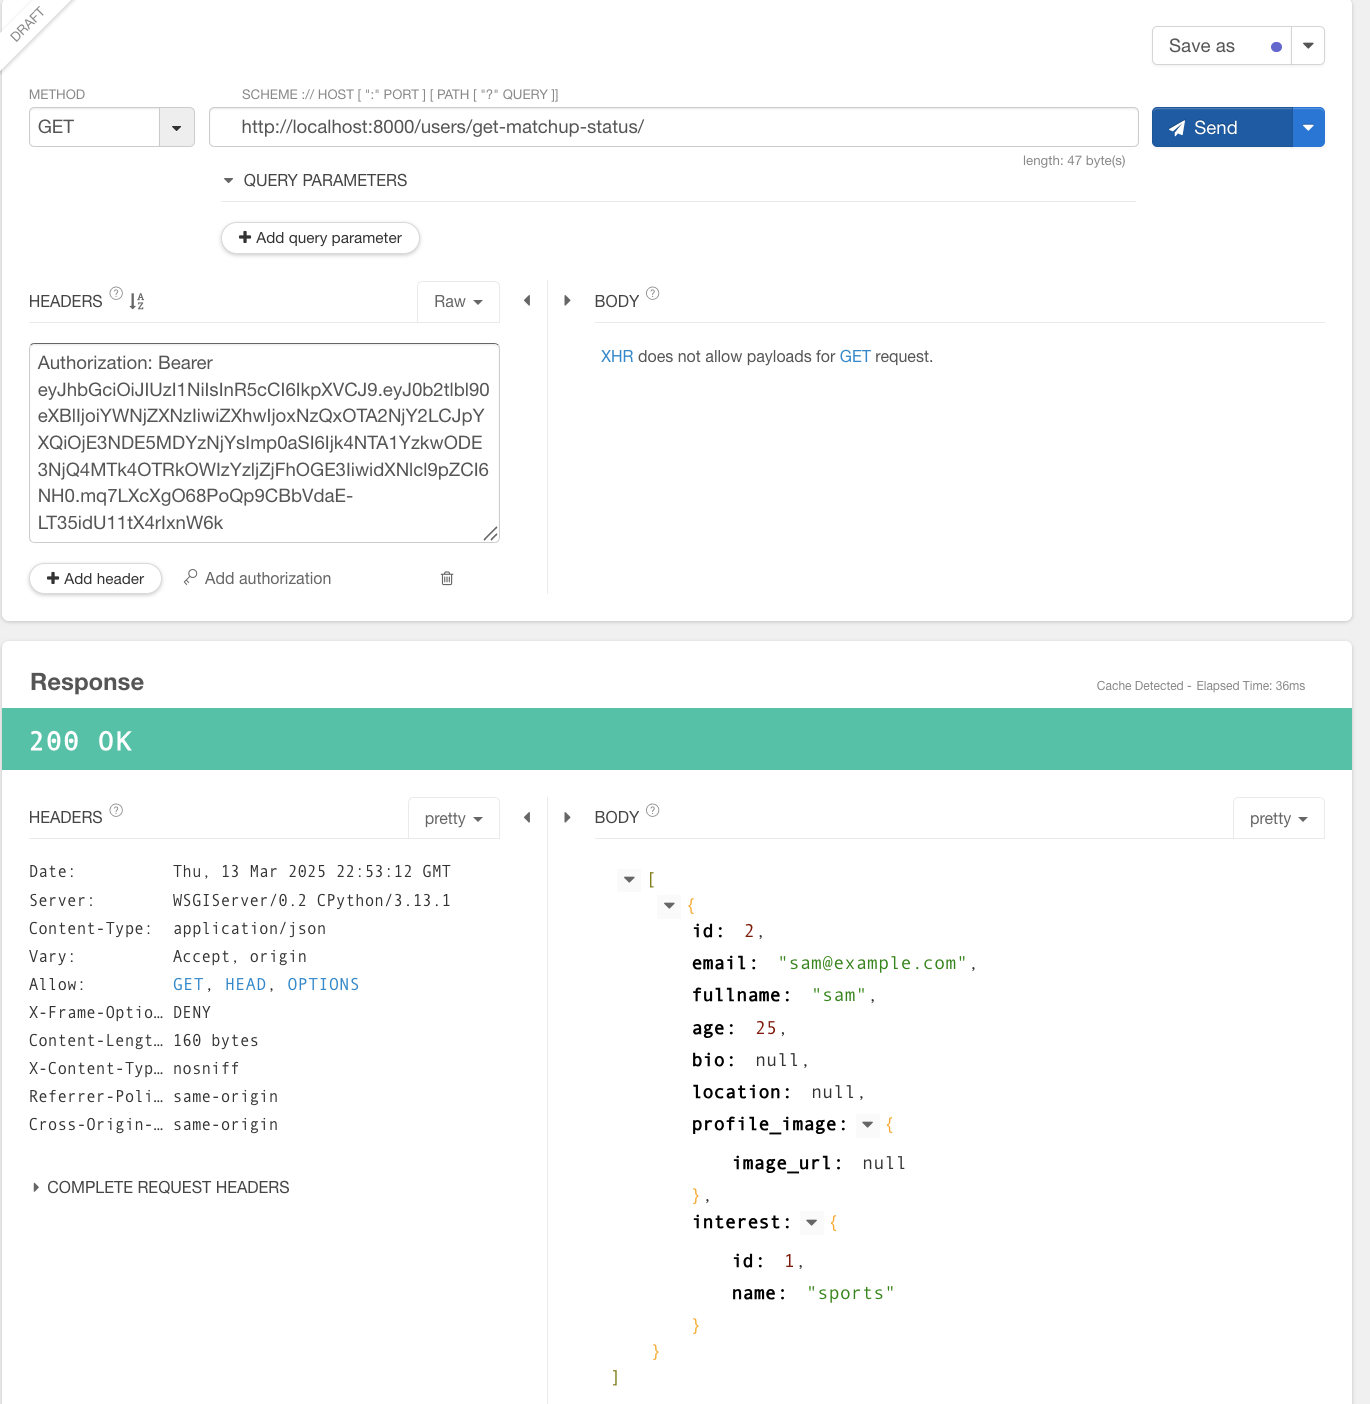 DRAFT
Save as
METHOD
SCHEME :// HOST [ ":" PORT ] [ PATH [ "?" QUERY ]]
GET
http://localhost:8000/users/get-matchup-status/
Send
length: 47 byte(s)
QUERY PARAMETERS
+ Add query parameter
HEADERS ? A Z
Raw
BODY ?
Authorization: Bearer
eyJhbGciOiJIUzI1NiIsInR5cCI6IkpXVCJ9.eyJ0b2tlbl90
eXBlIjoiYWNjZXNzIiwiZXhwIjoxNzQxOTA2NjY2LCJpY
XQiOjE3NDE5MDYzNjYsImp0aSI6Ijk4NTA1YzkwODE
3NjQ4MTk4OTRkOWIzYzljZjFhOGE3IiwidXNlcl9pZCI6
NH0.mq7LXcXgO68PoQp9CBbVdaE-
LT35idU11tX4rIxnW6k
XHR does not allow payloads for GET request.
+ Add header
Add authorization
Response
Cache Detected - Elapsed Time: 36ms
200 OK
HEADERS ?
pretty
BODY ?
pretty
Date: Thu, 13 Mar 2025 22:53:12 GMT
Server: WSGIServer/0.2 CPython/3.13.1
Content-Type: application/json
Vary: Accept, origin
Allow: GET, HEAD, OPTIONS
X-Frame-Optio… DENY
Content-Lengt… 160 bytes
X-Content-Typ… nosniff
Referrer-Poli… same-origin
Cross-Origin-… same-origin
COMPLETE REQUEST HEADERS
[
{
id: 2,
email: "sam@example.com",
fullname: "sam",
age: 25,
bio: null,
location: null,
profile_image: {
image_url: null
},
interest: {
id: 1,
name: "sports"
}
}
]